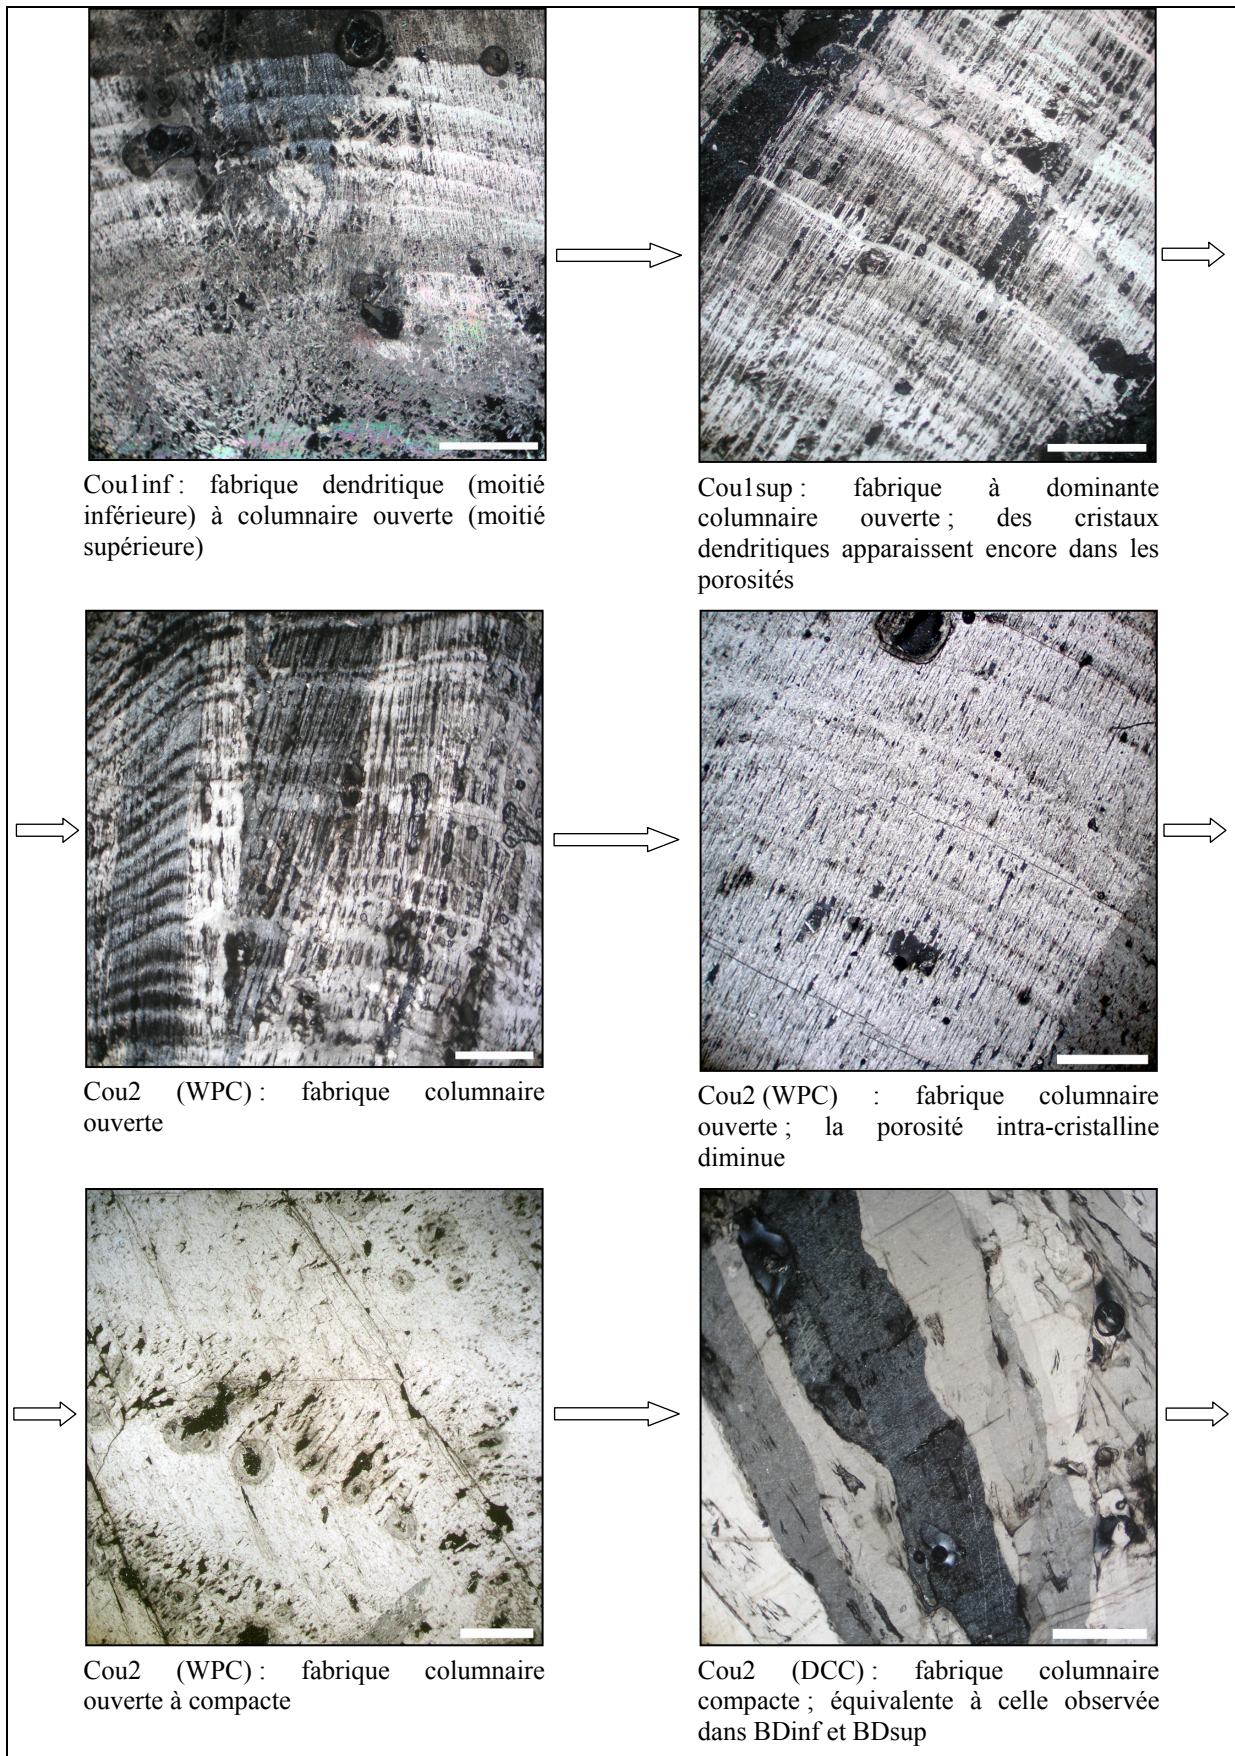 Cou1inf : fabrique dendritique (moitié
inférieure) à columnaire ouverte (moitié
supérieure)
Cou1sup : fabrique à dominante
columnaire ouverte ; des cristaux
dendritiques apparaissent encore dans les
porosités
Cou2 (WPC) : fabrique columnaire
ouverte
Cou2 (WPC) : fabrique columnaire
ouverte ; la porosité intra-cristalline
diminue
Cou2 (WPC) : fabrique columnaire
ouverte à compacte
Cou2 (DCC) : fabrique columnaire
compacte ; équivalente à celle observée
dans BDinf et BDsup